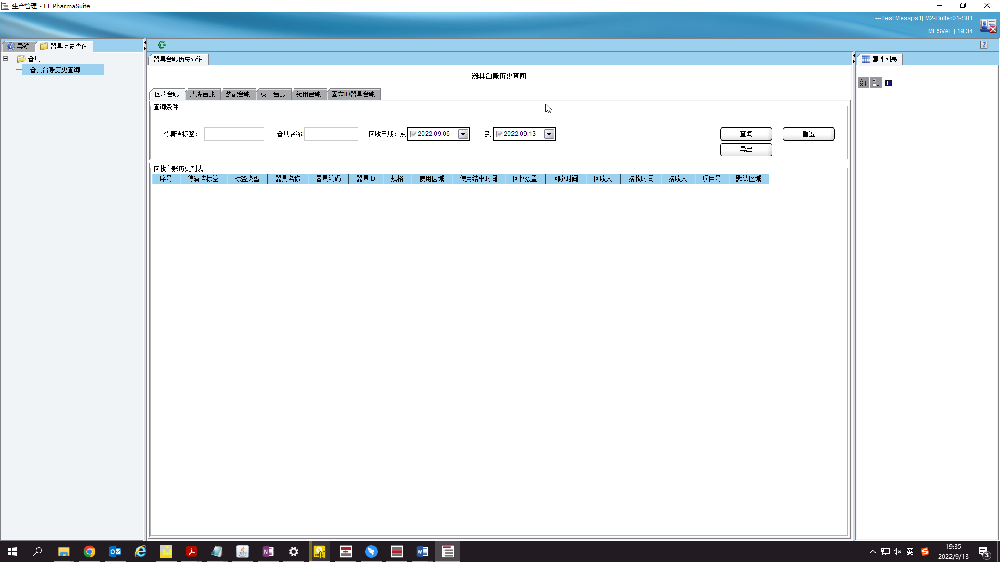 生产管理 - FT PharmaSuite
---Test.Mesaps1| M2-Buffer01-S01
MESVAL | 19:34
导航
器具历史查询
器具
器具台账历史查询
器具台账历史查询
属性列表
器具台账历史查询
回收台账 清洗台账 装配台账 灭菌台账 领用台账 固定ID器具台账
查询条件
待清洁标签： 器具名称: 回收日期：从 2022.09.06 到 2022.09.13 查询 重置
导出
回收台账历史列表
序号 待清洁标签 标签类型 器具名称 器具编码 器具ID 规格 使用区域 使用结束时间 回收数量 回收时间 回收人 接收时间 接收人 项目号 默认区域
英
19:35
2022/9/13
3